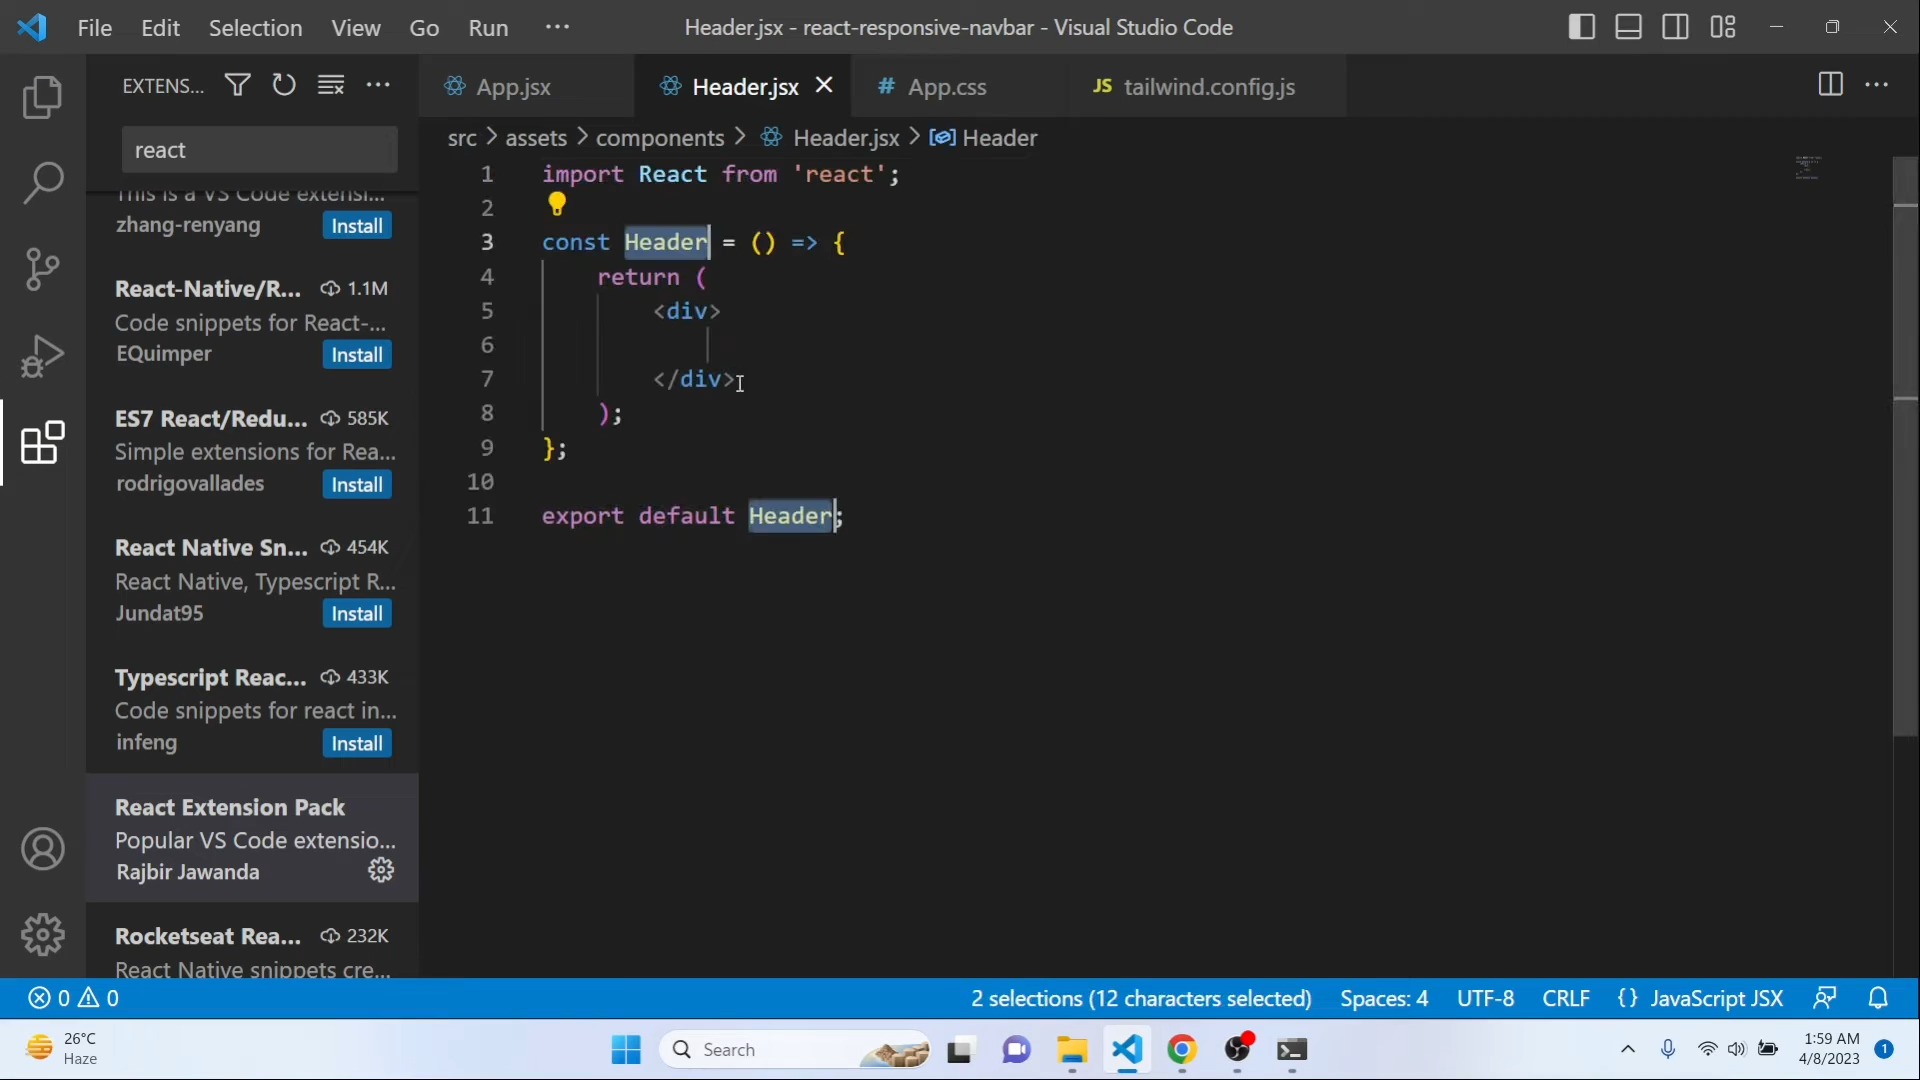 File Edit Selection View Go Run ···
Header.jsx - react-responsive-navbar - Visual Studio Code
EXTENS...
react
This is a VS Code extensi...
zhang-renyang Install
React-Native/R... 1.1M
Code snippets for React-...
EQuimper Install
ES7 React/Redu... 585K
Simple extensions for Rea...
rodrigovallades Install
React Native Sn... 454K
React Native, Typescript R...
Jundat95 Install
Typescript Reac... 433K
Code snippets for react in...
infeng Install
React Extension Pack
Popular VS Code extensio...
Rajbir Jawanda
Rocketseat Rea... 232K
React Native snippets cre...
App.jsx Header.jsx # App.css JS tailwind.config.js
src > assets > components > Header.jsx > Header
1 import React from 'react';
2
3 const Header = () => {
4 return (
5 <div>
6
7 </div>
8 );
9 };
10
11 export default Header;
0 0 2 selections (12 characters selected) Spaces: 4 UTF-8 CRLF {} JavaScript JSX
26°C
Haze
Search
1:59 AM
4/8/2023
1